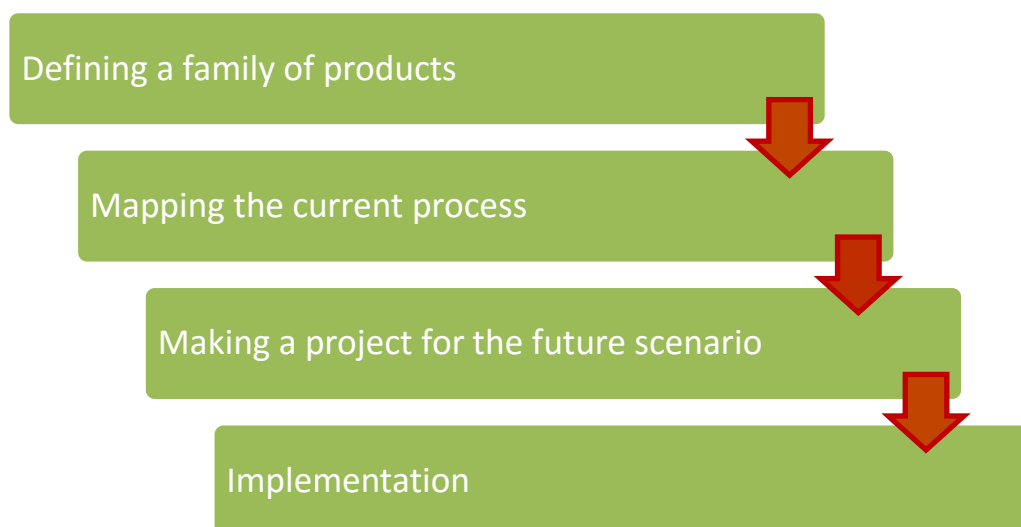 Defining a family of products
Mapping the current process
Making a project for the future scenario
Implementation